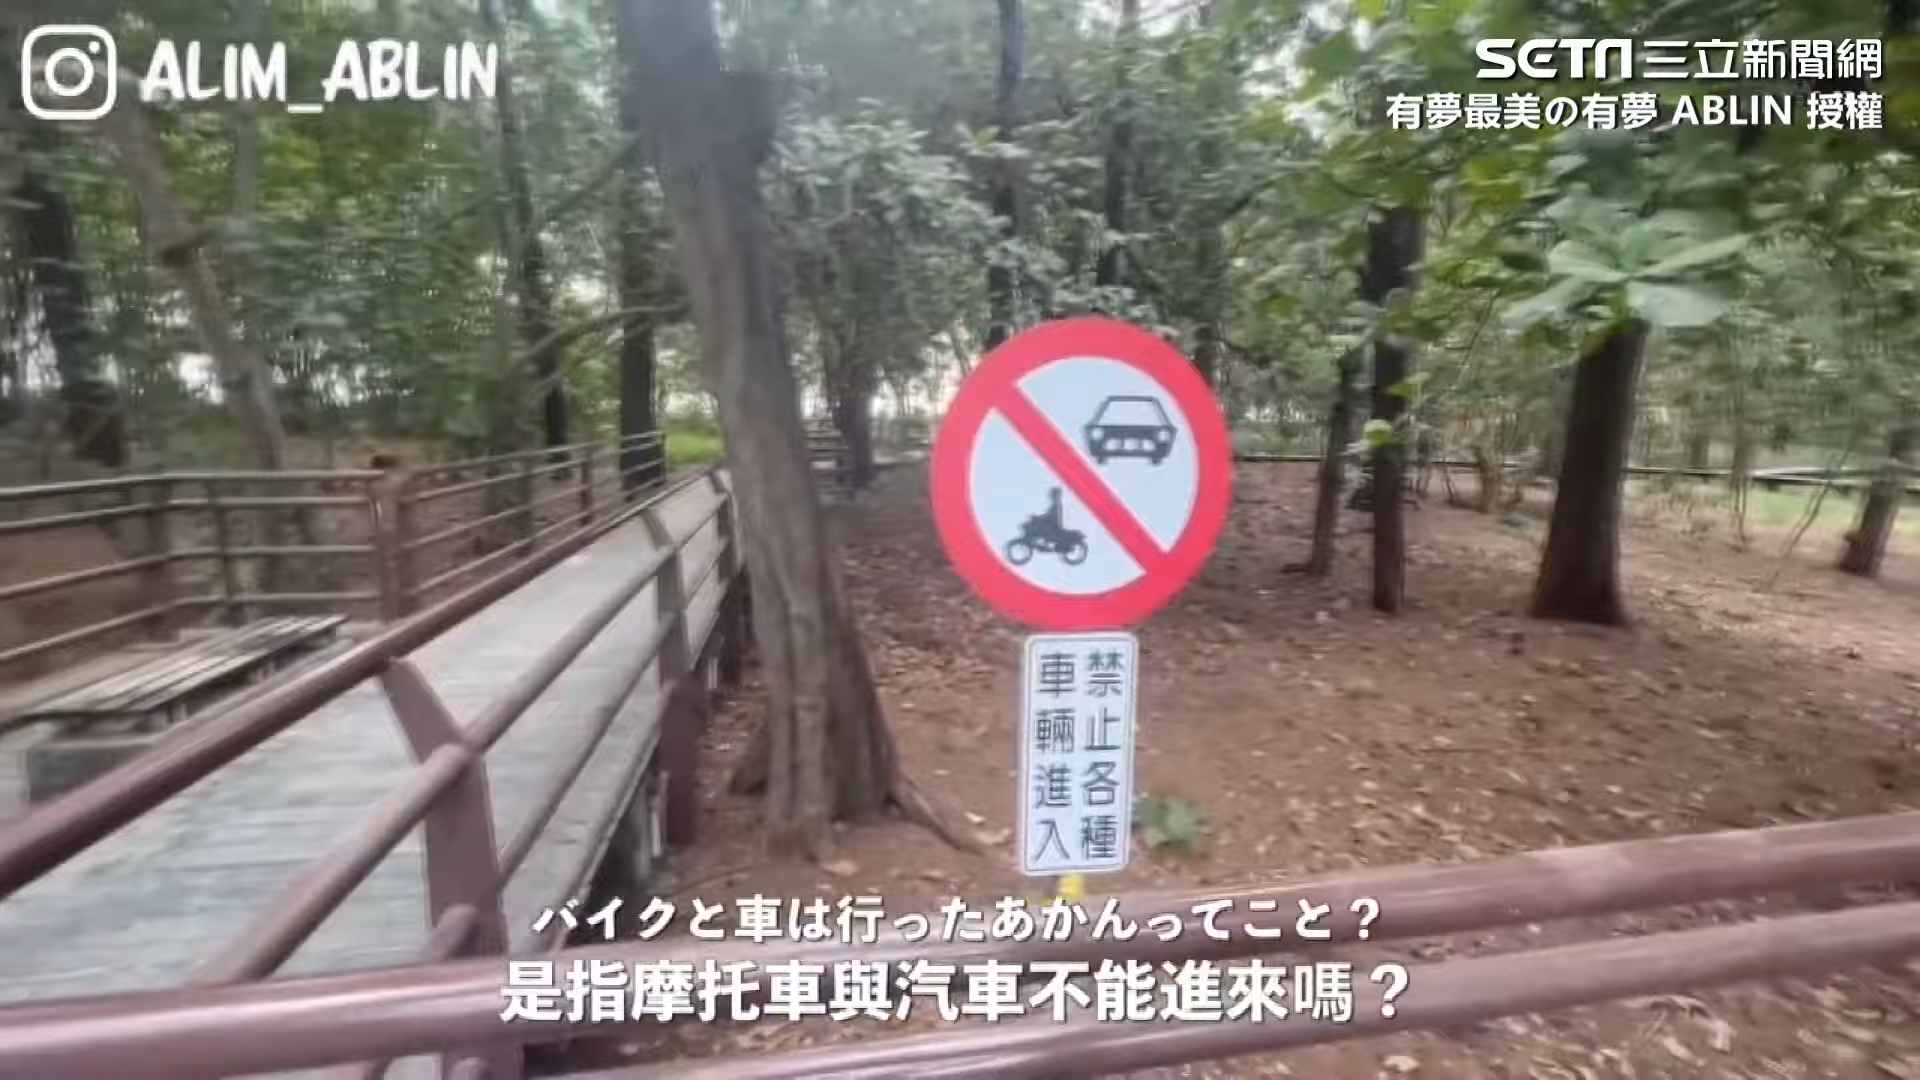 ALIM_ABLIN
SETN三立新聞網
有夢最美の有夢 ABLIN 授權
禁止各種
車輛進入
バイクと車は行ったあかんってこと？
是指摩托車與汽車不能進來嗎？